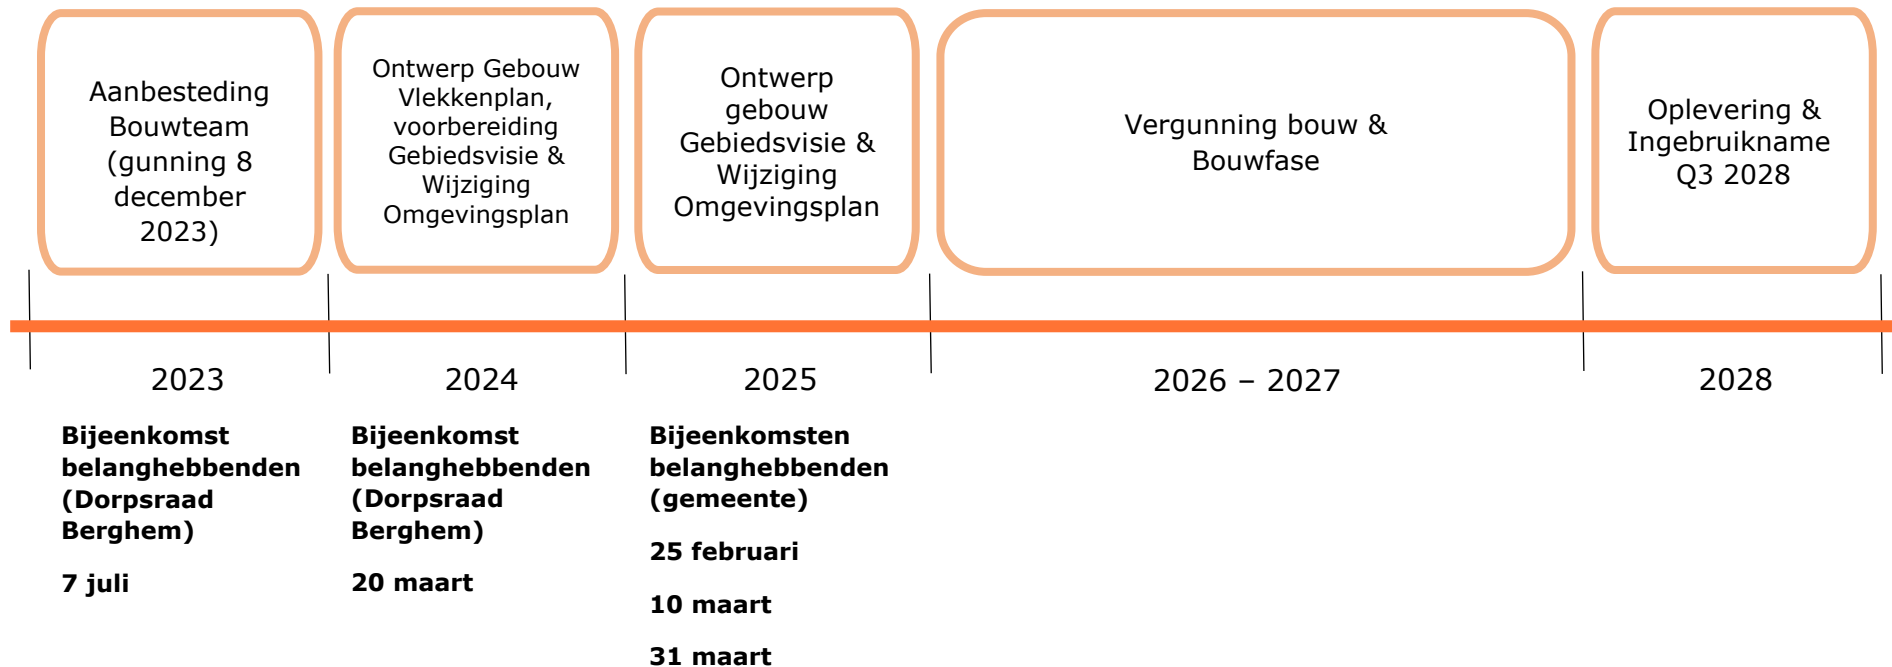 Aanbesteding
Bouwteam
(gunning 8
december
2023)
Ontwerp Gebouw
Vlekkenplan,
voorbereiding
Gebiedsvisie &
Wijziging
Omgevingsplan
Ontwerp
gebouw
Gebiedsvisie &
Wijziging
Omgevingsplan
Vergunning bouw &
Bouwfase
Oplevering &
Ingebruikname
Q3 2028
2023
2024
2025
2026 – 2027
2028
Bijeenkomst
belanghebbenden
(Dorpsraad
Berghem)
7 juli
Bijeenkomst
belanghebbenden
(Dorpsraad
Berghem)
20 maart
Bijeenkomsten
belanghebbenden
(gemeente)
25 februari
10 maart
31 maart